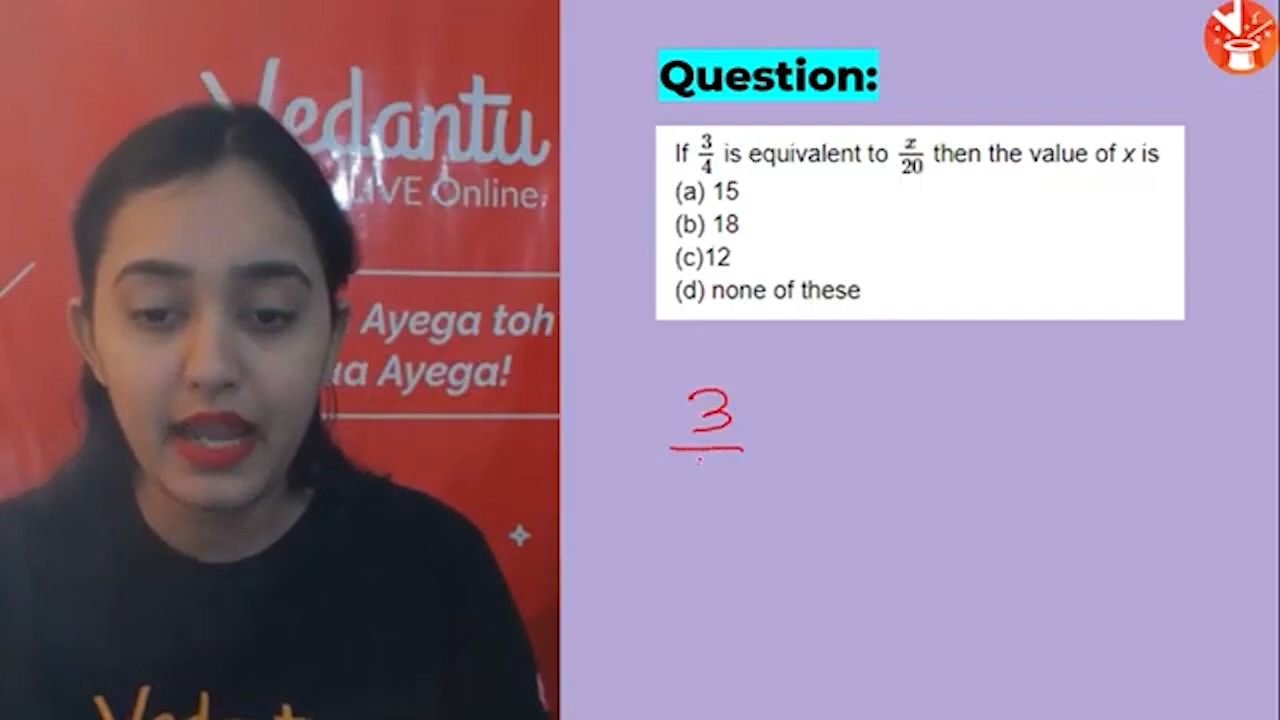 Vedantu
LIVE Online
Ayega toh
Ayega!
Question:
If 3/4 is equivalent to x/20 then the value of x is
(a) 15
(b) 18
(c)12
(d) none of these
3